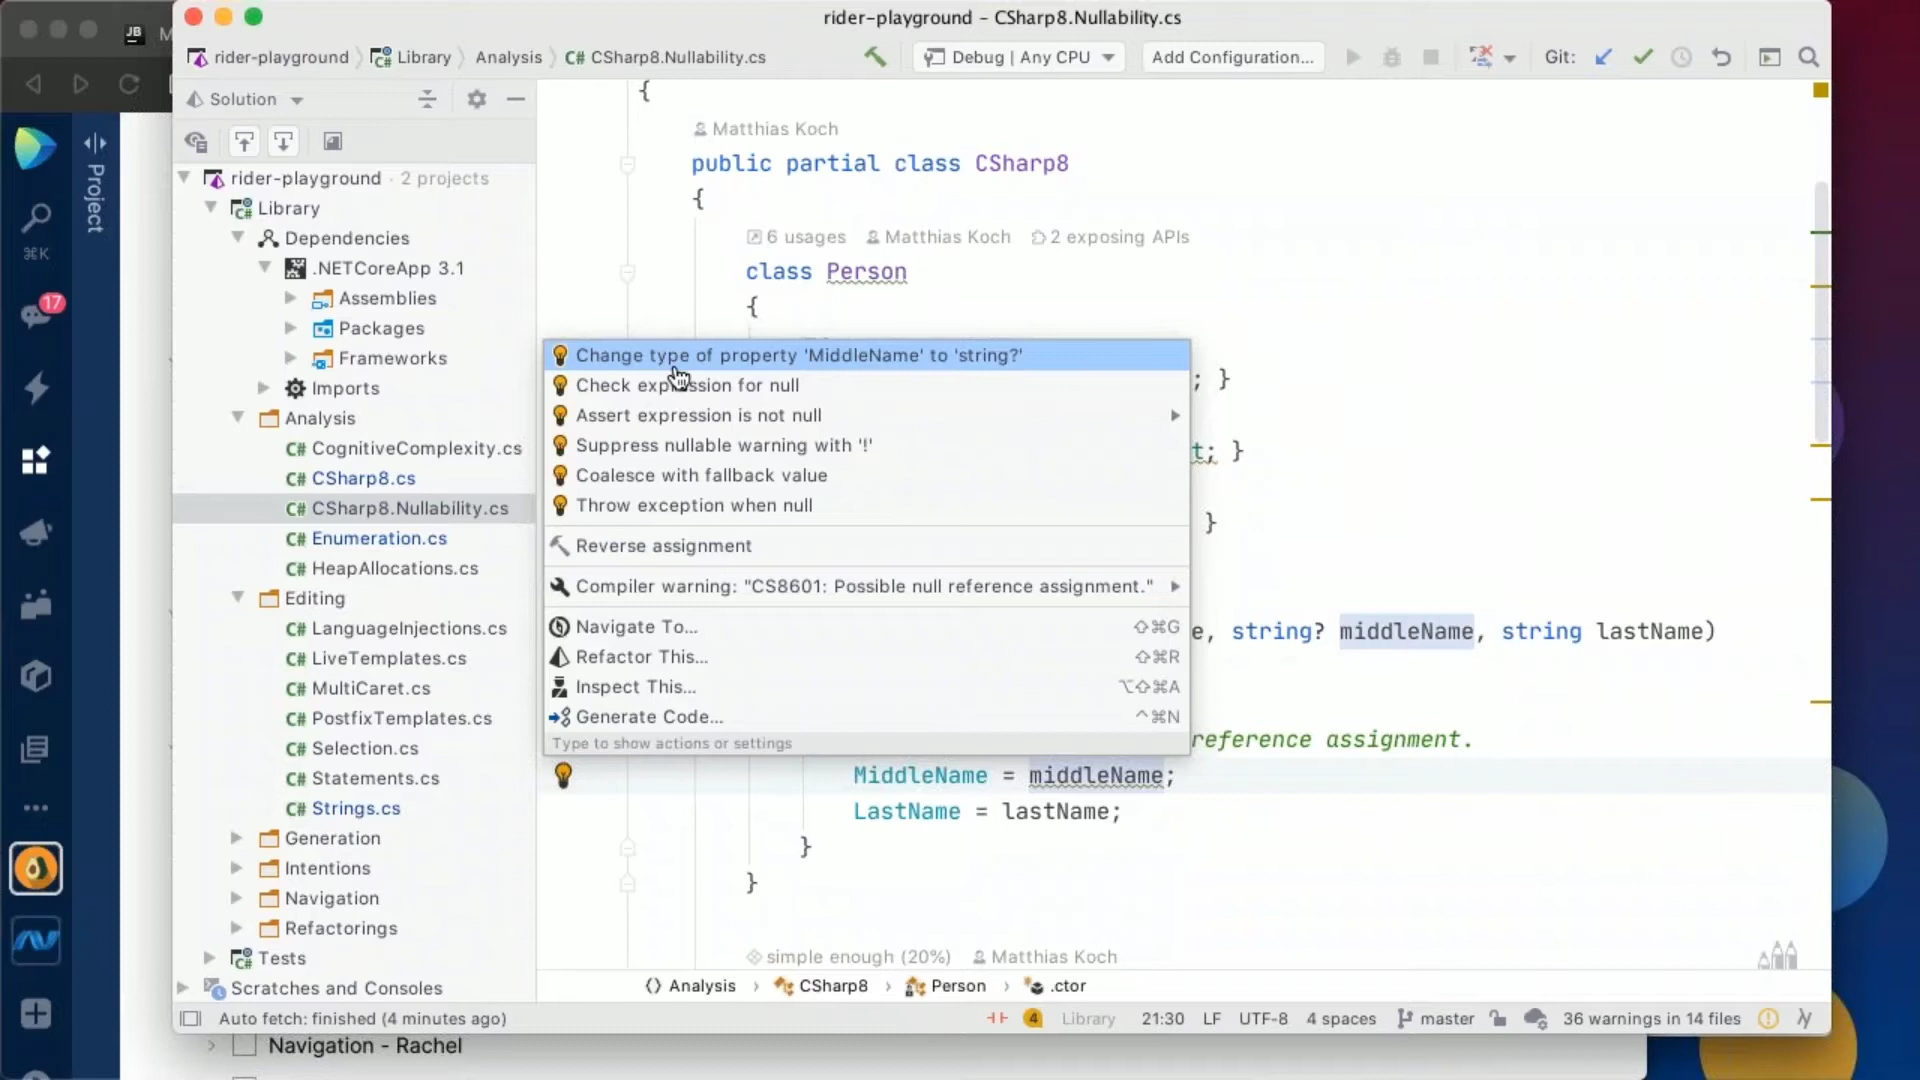 rider-playground – CSharp8.Nullability.cs
JB M
rider-playground Library Analysis C# CSharp8.Nullability.cs
Debug | Any CPU
Add Configuration...
Git:
Solution
Project
⌘K
17
rider-playground · 2 projects
Library
Dependencies
.NETCoreApp 3.1
Assemblies
Packages
Frameworks
Imports
Analysis
C# CognitiveComplexity.cs
C# CSharp8.cs
C# CSharp8.Nullability.cs
C# Enumeration.cs
C# HeapAllocations.cs
Editing
C# LanguageInjections.cs
C# LiveTemplates.cs
C# MultiCaret.cs
C# PostfixTemplates.cs
C# Selection.cs
C# Statements.cs
C# Strings.cs
Generation
Intentions
Navigation
Refactorings
Tests
Scratches and Consoles
{
Matthias Koch
public partial class CSharp8
{
6 usages Matthias Koch 2 exposing APIs
class Person
{
; }
t; }
}
Change type of property 'MiddleName' to 'string?'
Check expression for null
Assert expression is not null
Suppress nullable warning with '!'
Coalesce with fallback value
Throw exception when null
Reverse assignment
Compiler warning: "CS8601: Possible null reference assignment."
Navigate To... ⇧⌘G
Refactor This... ⇧⌘R
Inspect This... ⌥⇧⌘A
Generate Code... ^⌘N
Type to show actions or settings
e, string? middleName, string lastName)
reference assignment.
MiddleName = middleName;
LastName = lastName;
}
}
simple enough (20%) Matthias Koch
Analysis › CSharp8 › Person › .ctor
Auto fetch: finished (4 minutes ago)
4 Library 21:30 LF UTF-8 4 spaces master 36 warnings in 14 files
Navigation - Rachel